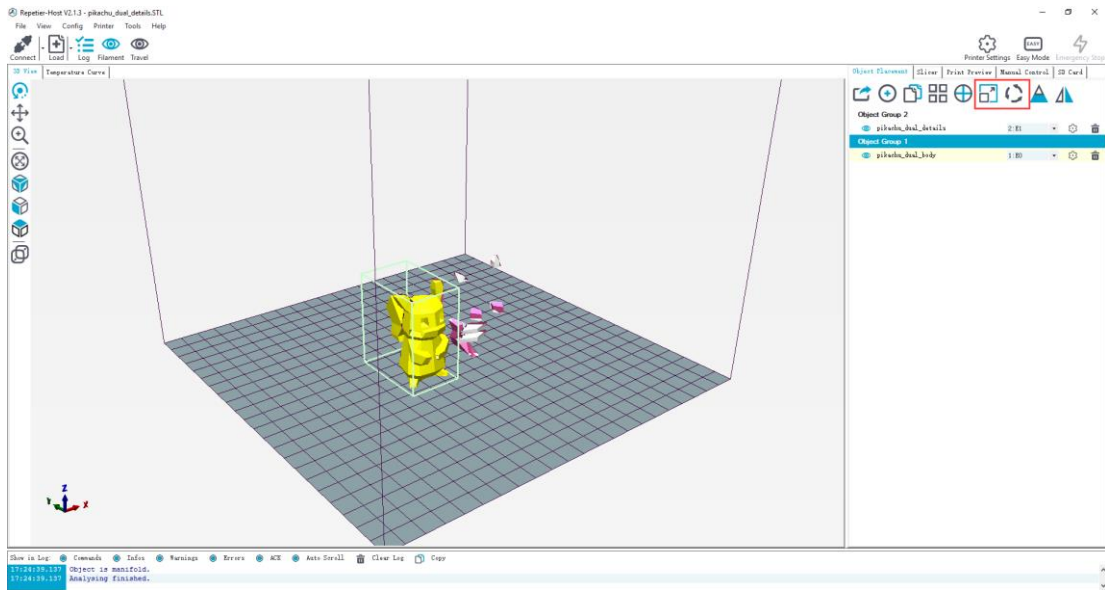 Repetier-Host V2.1.3 - pikachu_dual_details.STL
File View Config Printer Tools Help
Connect Load Log Filament Travel Printer Settings Easy Mode Emergency Stop
EASY
3D View Temperature Curve Object Placement Slicer Print Preview Manual Control SD Card
Object Group 2
pikachu_dual_details 2:E1
Object Group 1
pikachu_dual_body 1:E0
Z
Y X
Show in Log: Commands Infos Warnings Errors ACK Auto Scroll Clear Log Copy
17:24:39.137 Object is manifold.
17:24:39.137 Analysing finished.